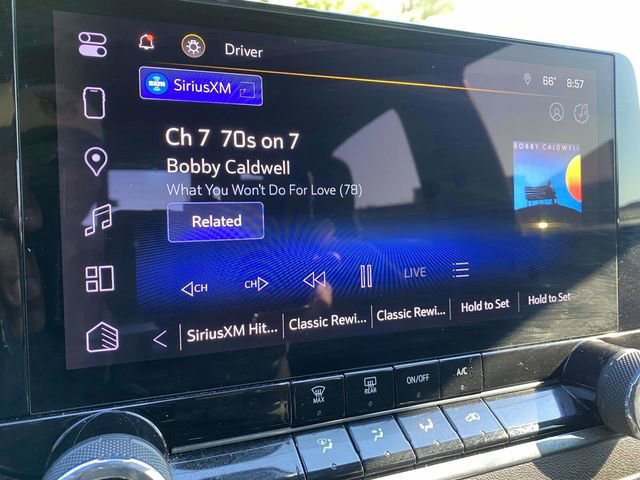 Driver
66° 8:57
SXM SiriusXM
Ch 7 70s on 7
Bobby Caldwell
What You Won't Do For Love (78)
Related
BOBBY CALDWELL
CH CH LIVE
SiriusXM Hit... Classic Rewi... Classic Rewi... Hold to Set Hold to Set
MAX REAR ON/OFF A/C